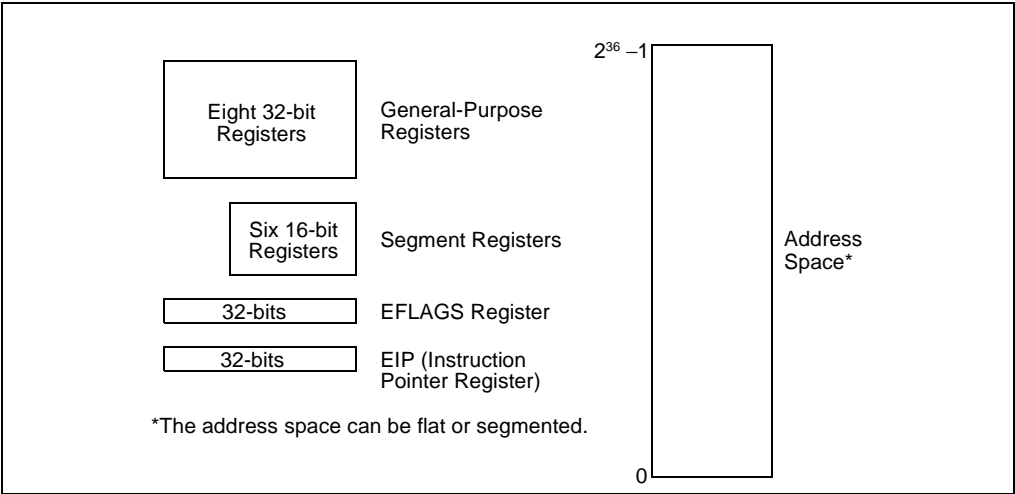 2³⁶ –1
Eight 32-bit
Registers
General-Purpose
Registers
Six 16-bit
Registers
Segment Registers
Address
Space*
32-bits
EFLAGS Register
32-bits
EIP (Instruction
Pointer Register)
*The address space can be flat or segmented.
0